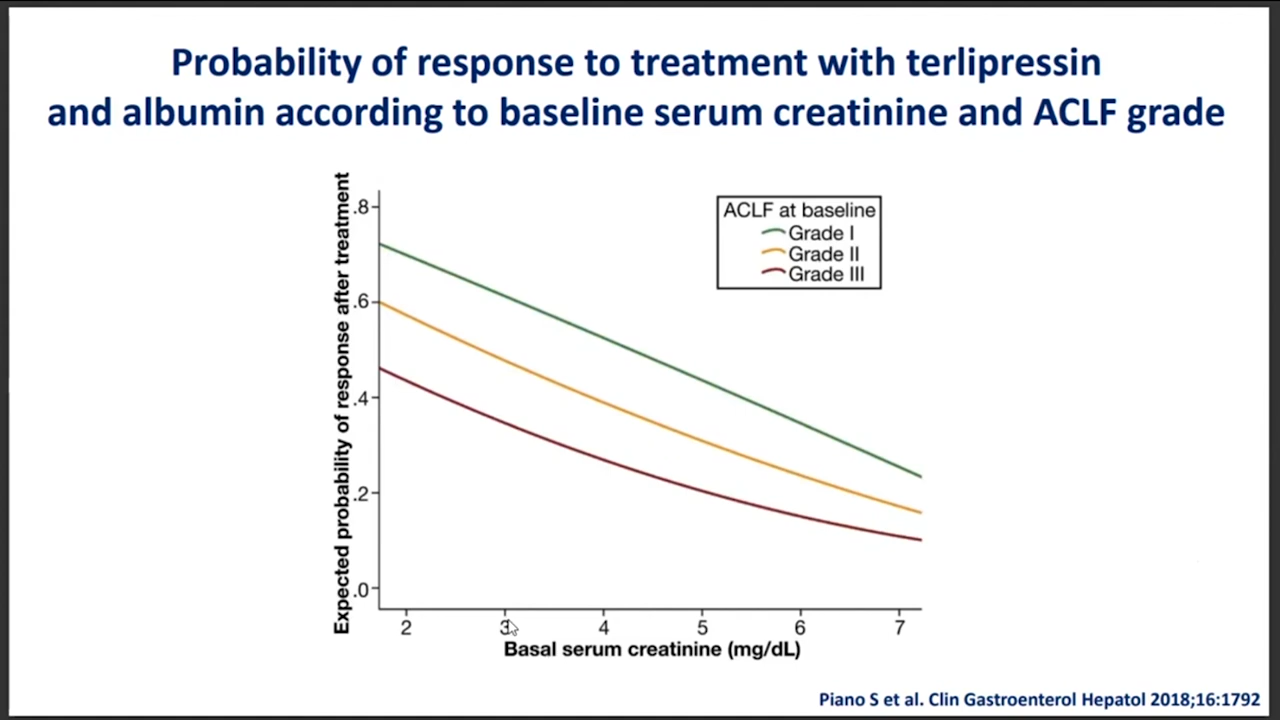 Probability of response to treatment with terlipressin
and albumin according to baseline serum creatinine and ACLF grade
Expected probability of response after treatment
.8
.6
.4
.2
.0
ACLF at baseline
Grade I
Grade II
Grade III
2 3 4 5 6 7
Basal serum creatinine (mg/dL)
Piano S et al. Clin Gastroenterol Hepatol 2018;16:1792